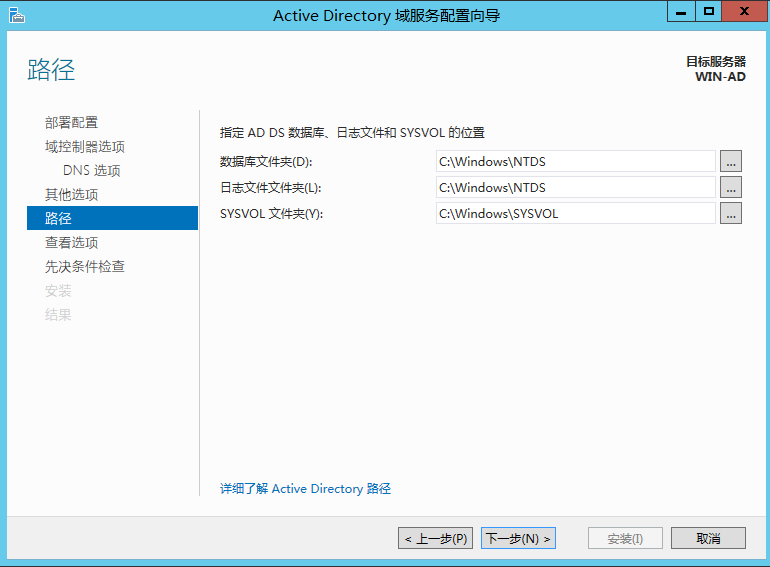 Active Directory 域服务配置向导
路径
目标服务器
WIN-AD
部署配置
域控制器选项
DNS 选项
其他选项
路径
查看选项
先决条件检查
安装
结果
指定 AD DS 数据库、日志文件和 SYSVOL 的位置
数据库文件夹(D): C:\Windows\NTDS ...
日志文件文件夹(L): C:\Windows\NTDS ...
SYSVOL 文件夹(Y): C:\Windows\SYSVOL ...
详细了解 Active Directory 路径
< 上一步(P) 下一步(N) > 安装(I) 取消